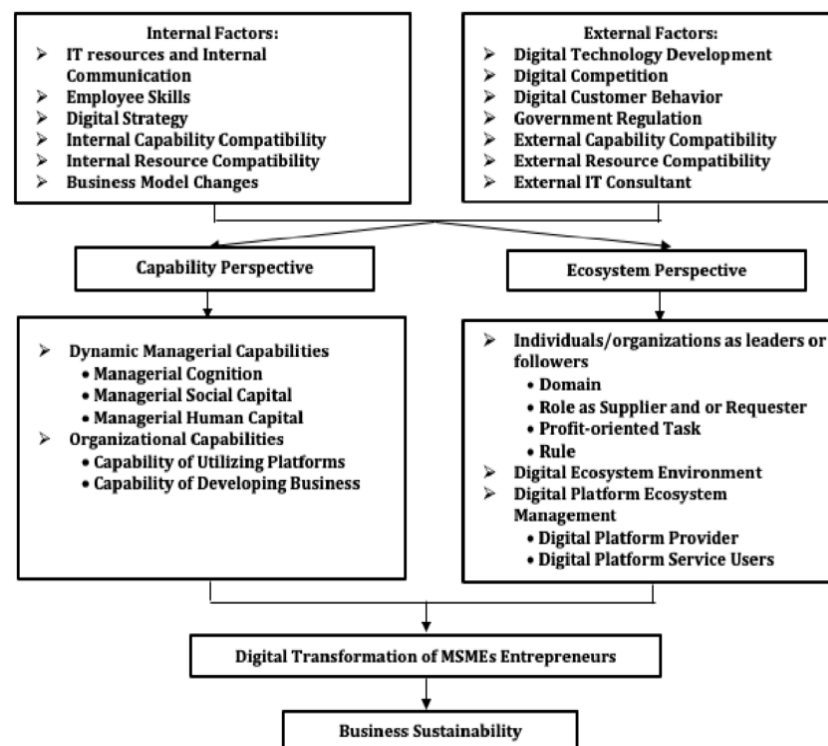 Internal Factors:
➢ IT resources and Internal
Communication
➢ Employee Skills
➢ Digital Strategy
➢ Internal Capability Compatibility
➢ Internal Resource Compatibility
➢ Business Model Changes
External Factors:
➢ Digital Technology Development
➢ Digital Competition
➢ Digital Customer Behavior
➢ Government Regulation
➢ External Capability Compatibility
➢ External Resource Compatibility
➢ External IT Consultant
Capability Perspective
Ecosystem Perspective
➢ Dynamic Managerial Capabilities
• Managerial Cognition
• Managerial Social Capital
• Managerial Human Capital
➢ Organizational Capabilities
• Capability of Utilizing Platforms
• Capability of Developing Business
➢ Individuals/organizations as leaders or
followers
• Domain
• Role as Supplier and or Requester
• Profit-oriented Task
• Rule
➢ Digital Ecosystem Environment
➢ Digital Platform Ecosystem
Management
• Digital Platform Provider
• Digital Platform Service Users
Digital Transformation of MSMEs Entrepreneurs
Business Sustainability